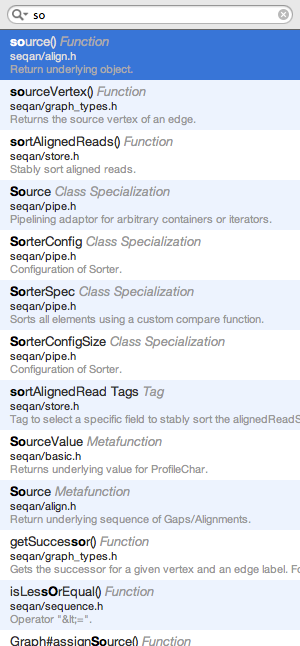 so
source() Function
seqan/align.h
Return underlying object.
sourceVertex() Function
seqan/graph_types.h
Returns the source vertex of an edge.
sortAlignedReads() Function
seqan/store.h
Stably sort aligned reads.
Source Class Specialization
seqan/pipe.h
Pipelining adaptor for arbitrary containers or iterators.
SorterConfig Class Specialization
seqan/pipe.h
Configuration of Sorter.
SorterSpec Class Specialization
seqan/pipe.h
Sorts all elements using a custom compare function.
SorterConfigSize Class Specialization
seqan/pipe.h
Configuration of Sorter.
sortAlignedRead Tags Tag
seqan/store.h
Tag to select a specific field to stably sort the alignedReadS
SourceValue Metafunction
seqan/basic.h
Returns underlying value for ProfileChar.
Source Metafunction
seqan/align.h
Return underlying sequence of Gaps/Alignments.
getSuccessor() Function
seqan/graph_types.h
Gets the successor for a given vertex and an edge label. Fo
isLessOrEqual() Function
seqan/sequence.h
Operator "&lt;=".
Graph#assignSource() Function